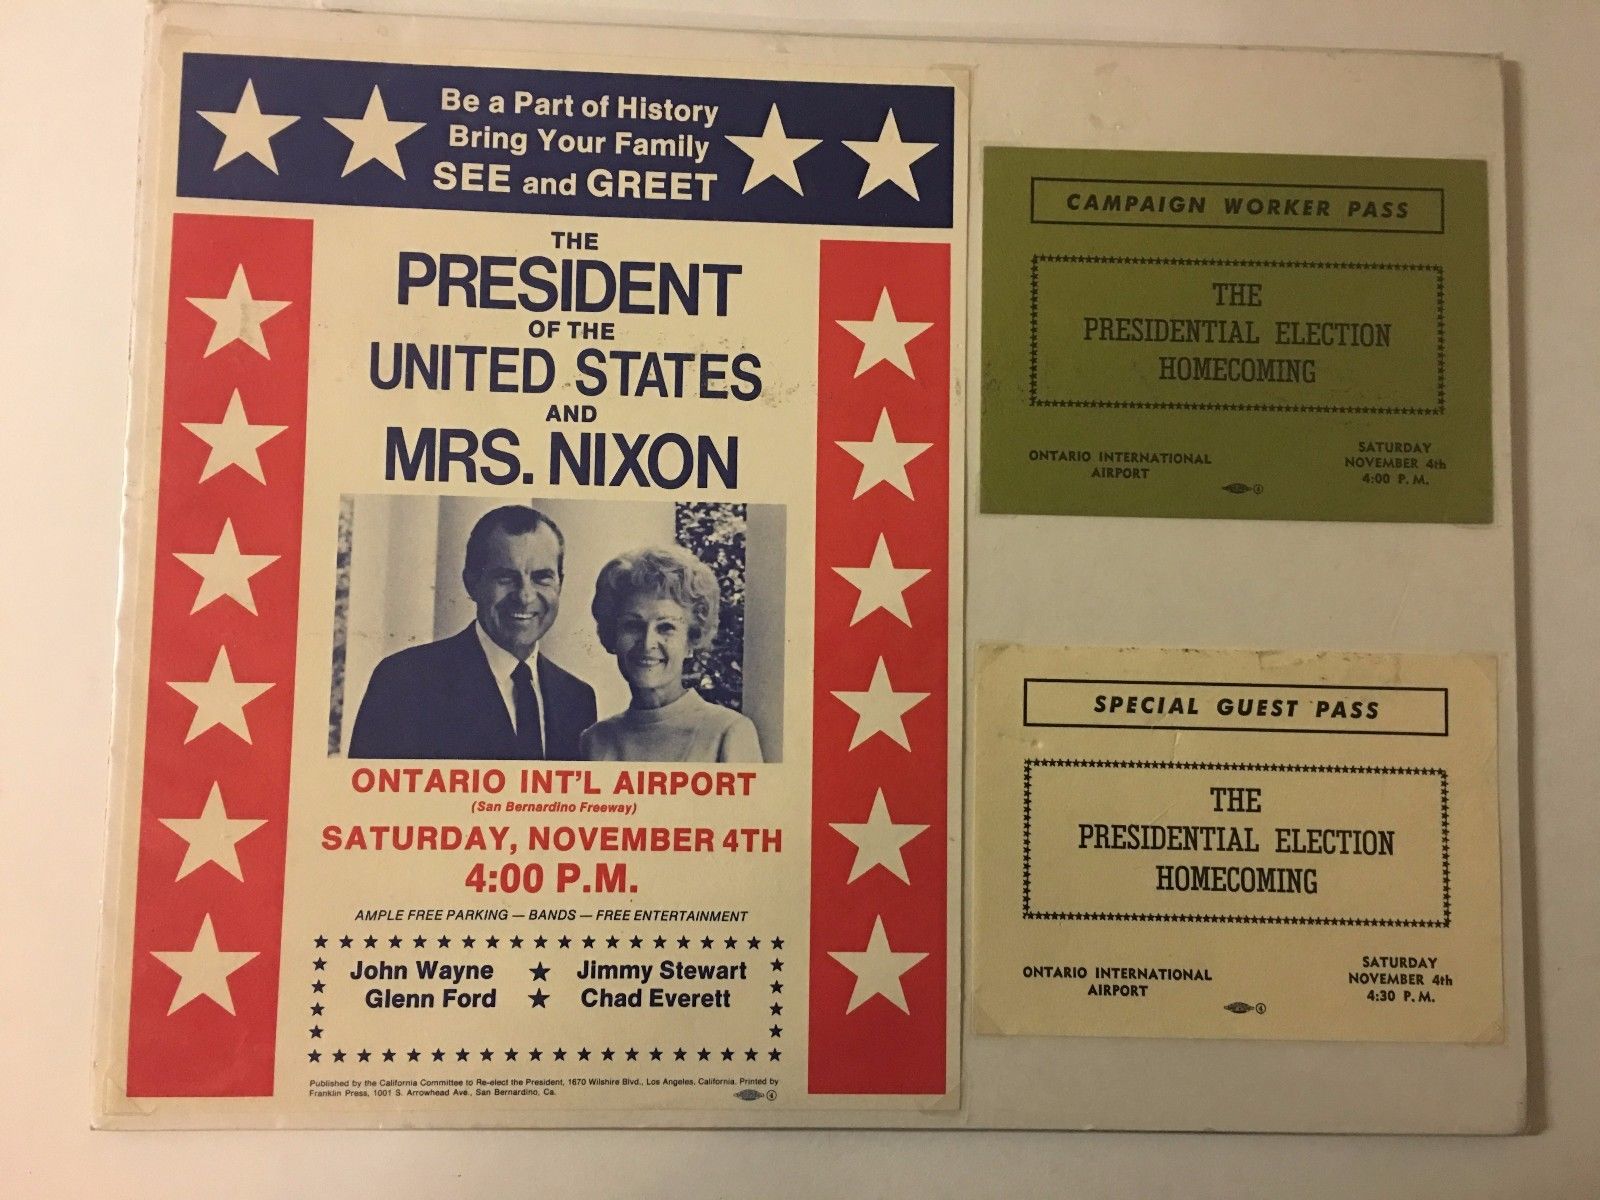 Be a Part of History
Bring Your Family
SEE and GREET
THE
PRESIDENT
OF THE
UNITED STATES
AND
MRS. NIXON
ONTARIO INT'L AIRPORT
(San Bernardino Freeway)
SATURDAY, NOVEMBER 4TH
4:00 P.M.
AMPLE FREE PARKING — BANDS — FREE ENTERTAINMENT
John Wayne ★ Jimmy Stewart
Glenn Ford ★ Chad Everett
Published by the California Committee to Re-elect the President, 1670 Wilshire Blvd., Los Angeles, California. Printed by
Franklin Press, 1001 S. Arrowhead Ave., San Bernardino, Ca.
4
CAMPAIGN WORKER PASS
THE
PRESIDENTIAL ELECTION
HOMECOMING
ONTARIO INTERNATIONAL
AIRPORT
SATURDAY
NOVEMBER 4th
4:00 P. M.
4
SPECIAL GUEST PASS
THE
PRESIDENTIAL ELECTION
HOMECOMING
ONTARIO INTERNATIONAL
AIRPORT
SATURDAY
NOVEMBER 4th
4:30 P. M.
4